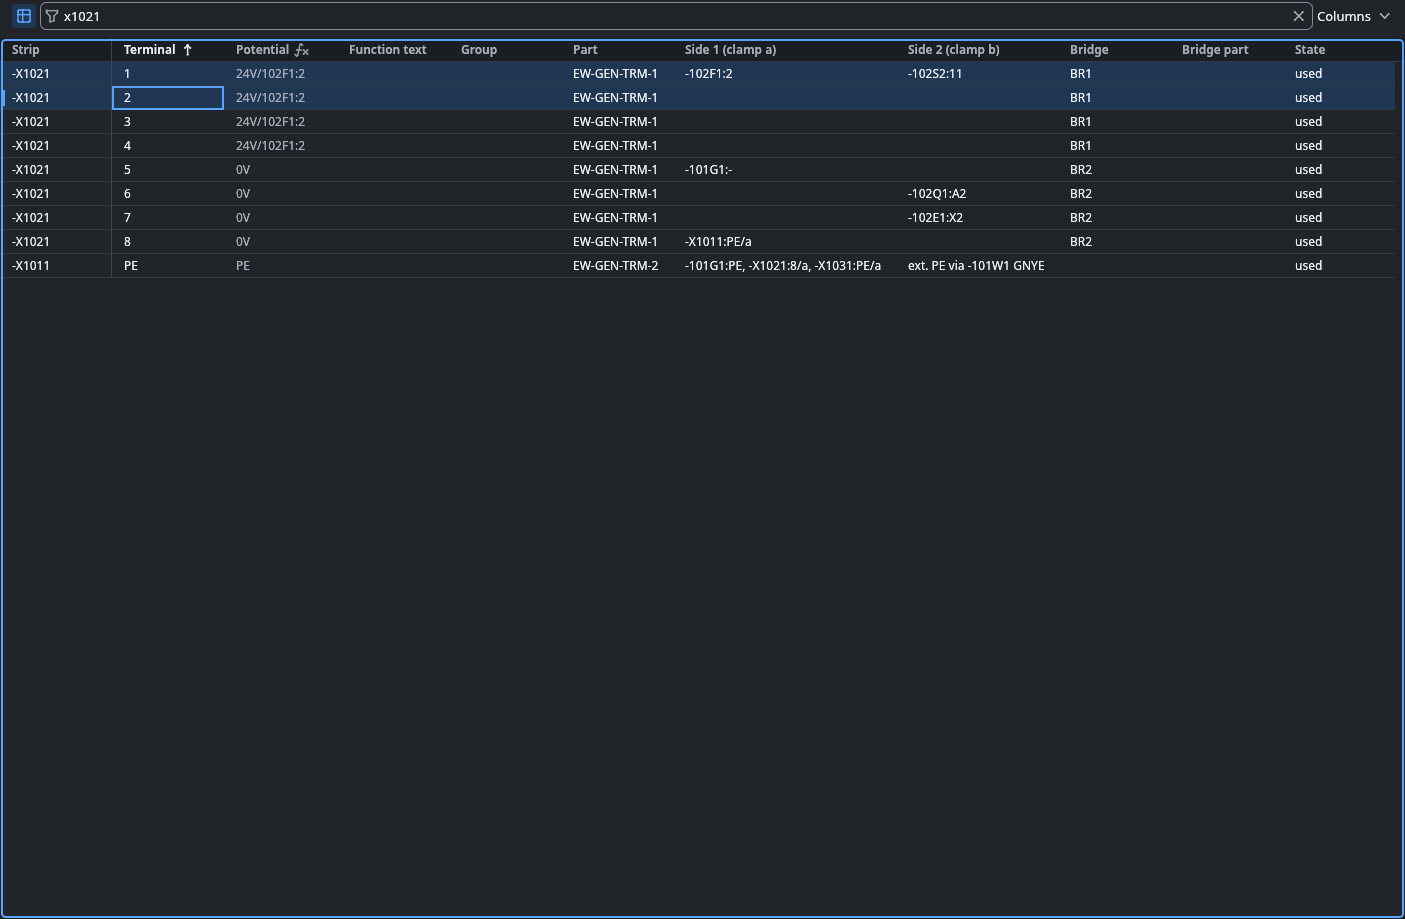 x1021 Columns
Strip Terminal ↑ Potential fx Function text Group Part Side 1 (clamp a) Side 2 (clamp b) Bridge Bridge part State
-X1021 1 24V/102F1:2 EW-GEN-TRM-1 -102F1:2 -102S2:11 BR1 used
-X1021 2 24V/102F1:2 EW-GEN-TRM-1 BR1 used
-X1021 3 24V/102F1:2 EW-GEN-TRM-1 BR1 used
-X1021 4 24V/102F1:2 EW-GEN-TRM-1 BR1 used
-X1021 5 0V EW-GEN-TRM-1 -101G1:- BR2 used
-X1021 6 0V EW-GEN-TRM-1 -102Q1:A2 BR2 used
-X1021 7 0V EW-GEN-TRM-1 -102E1:X2 BR2 used
-X1021 8 0V EW-GEN-TRM-1 -X1011:PE/a BR2 used
-X1011 PE PE EW-GEN-TRM-2 -101G1:PE, -X1021:8/a, -X1031:PE/a ext. PE via -101W1 GNYE used